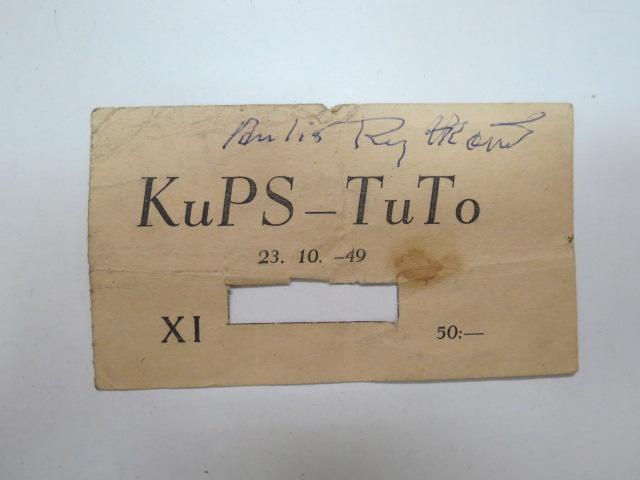 KuPS – TuTo
23. 10. –49
XI 50:—